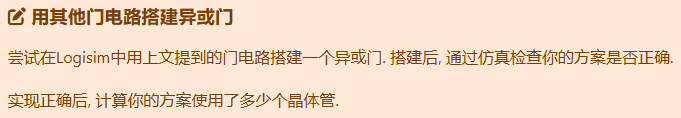 用其他门电路搭建异或门
尝试在Logisim中用上文提到的门电路搭建一个异或门. 搭建后, 通过仿真检查你的方案是否正确.
实现正确后, 计算你的方案使用了多少个晶体管.